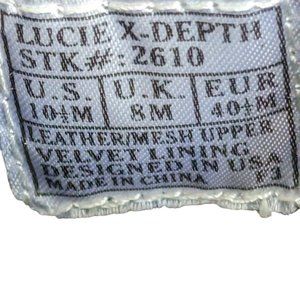 LUCIE X-DEPTH
STK#: 2610
U.S. U.K. EUR
10½M 8M 40½M
LEATHER/MESH UPPER
VELVET LINING
DESIGNED IN USA
MADE IN CHINA